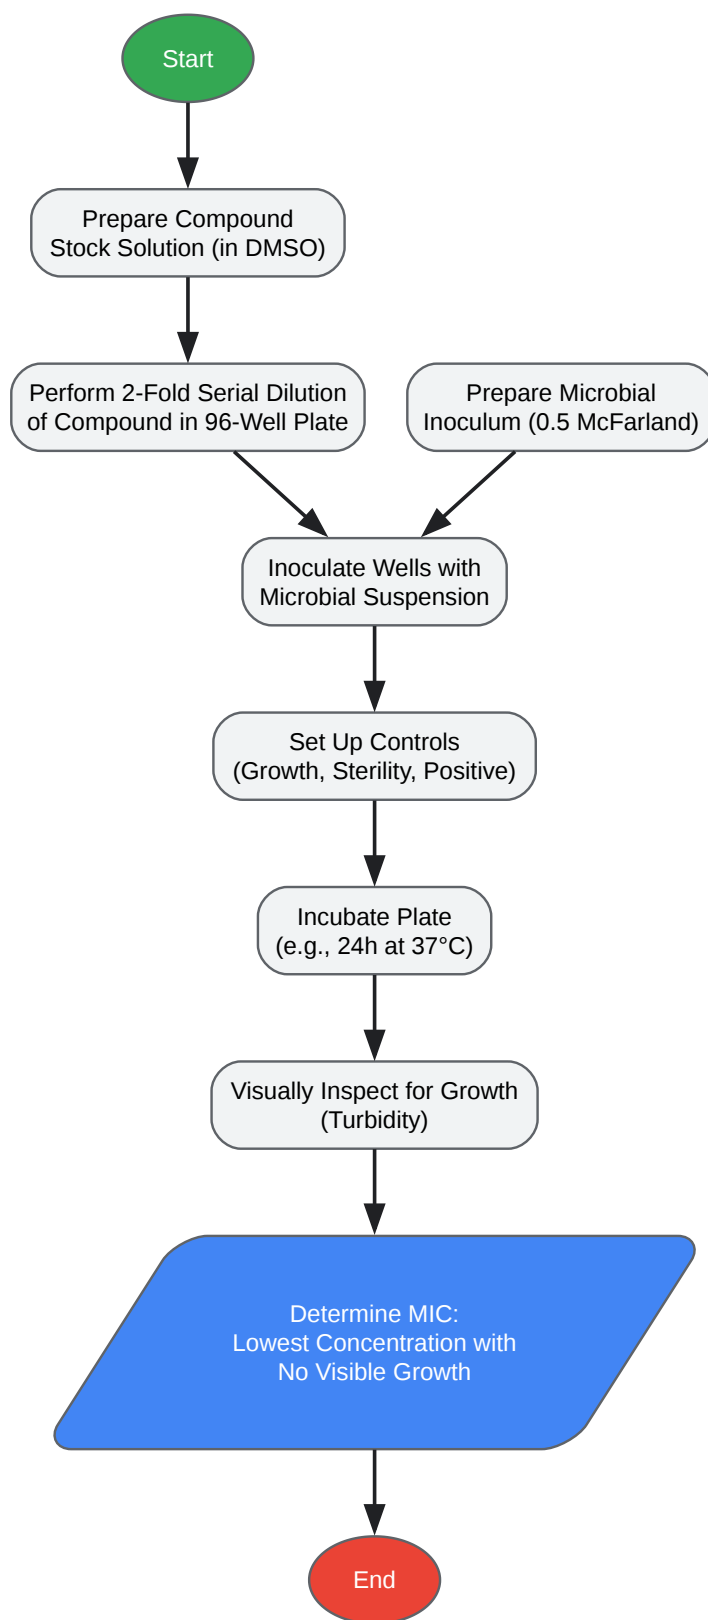 Start
Prepare Compound
Stock Solution (in DMSO)
Perform 2-Fold Serial Dilution
of Compound in 96-Well Plate
Prepare Microbial
Inoculum (0.5 McFarland)
Inoculate Wells with
Microbial Suspension
Set Up Controls
(Growth, Sterility, Positive)
Incubate Plate
(e.g., 24h at 37°C)
Visually Inspect for Growth
(Turbidity)
Determine MIC:
Lowest Concentration with
No Visible Growth
End